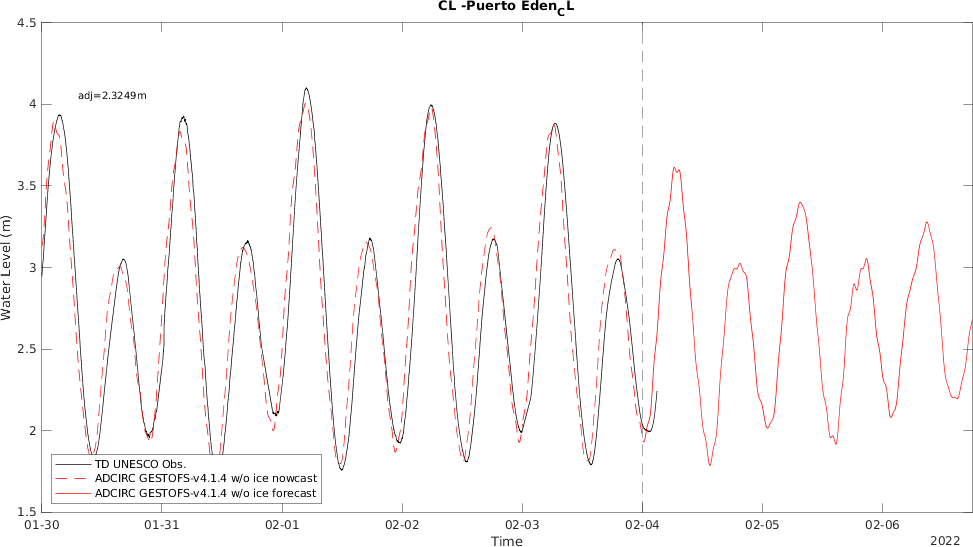 CL -Puerto Eden_CL
4.5
adj=2.3249m
4
3.5
Water Level (m)
3
2.5
2
TD UNESCO Obs.
ADCIRC GESTOFS-v4.1.4 w/o ice nowcast
ADCIRC GESTOFS-v4.1.4 w/o ice forecast
1.5
01-30 01-31 02-01 02-02 02-03 02-04 02-05 02-06
Time
2022